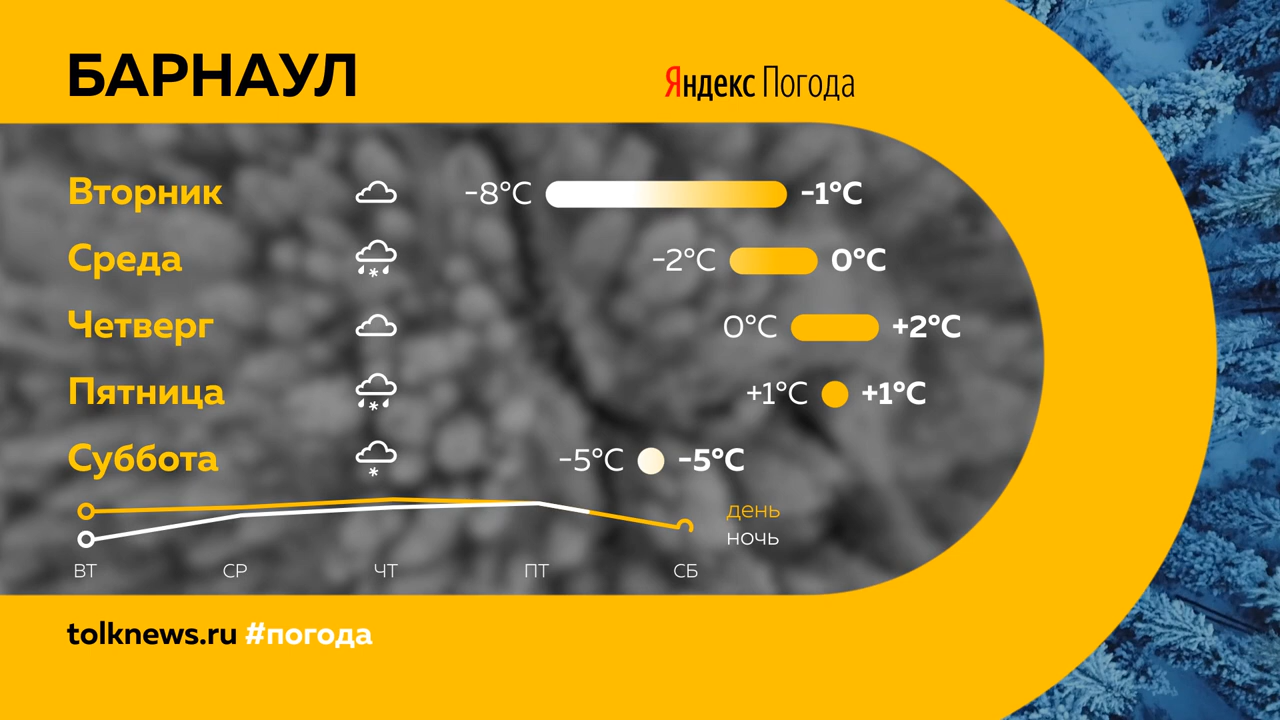 БАРНАУЛ
Яндекс Погода
Вторник -8°C -1°C
Среда -2°C 0°C
Четверг 0°C +2°C
Пятница +1°C +1°C
Суббота -5°C -5°C
день
ночь
ВТ СР ЧТ ПТ СБ
tolknews.ru #погода